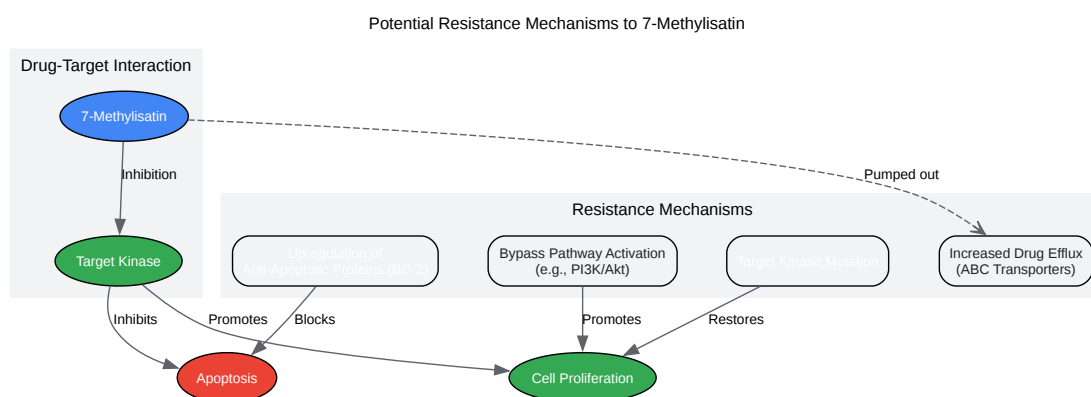 Potential Resistance Mechanisms to 7-Methylisatin
Drug-Target Interaction
7-Methylisatin
Inhibition
Pumped out
Resistance Mechanisms
Target Kinase
Upregulation of
Anti-Apoptotic Proteins (Bcl-2)
Bypass Pathway Activation
(e.g., PI3K/Akt)
Target Kinase Mutation
Increased Drug Efflux
(ABC Transporters)
Inhibits
Promotes
Blocks
Promotes
Restores
Apoptosis
Cell Proliferation